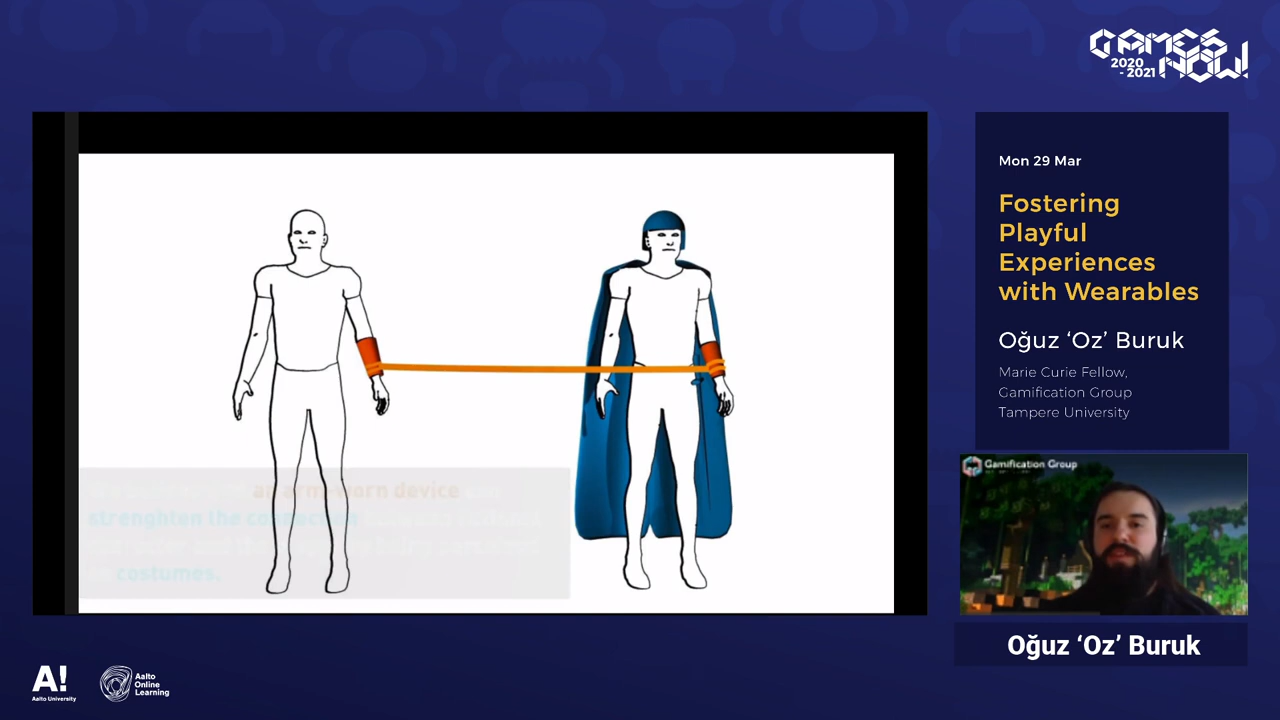 GAMES
NOW!
2020
- 2021
Mon 29 Mar
Fostering
Playful
Experiences
with Wearables
Oğuz ‘Oz’ Buruk
Marie Curie Fellow,
Gamification Group
Tampere University
an arm-worn device
strenghten the connection
costumes.
Gamification Group
Oğuz ‘Oz’ Buruk
A!
Aalto University
Aalto
Online
Learning